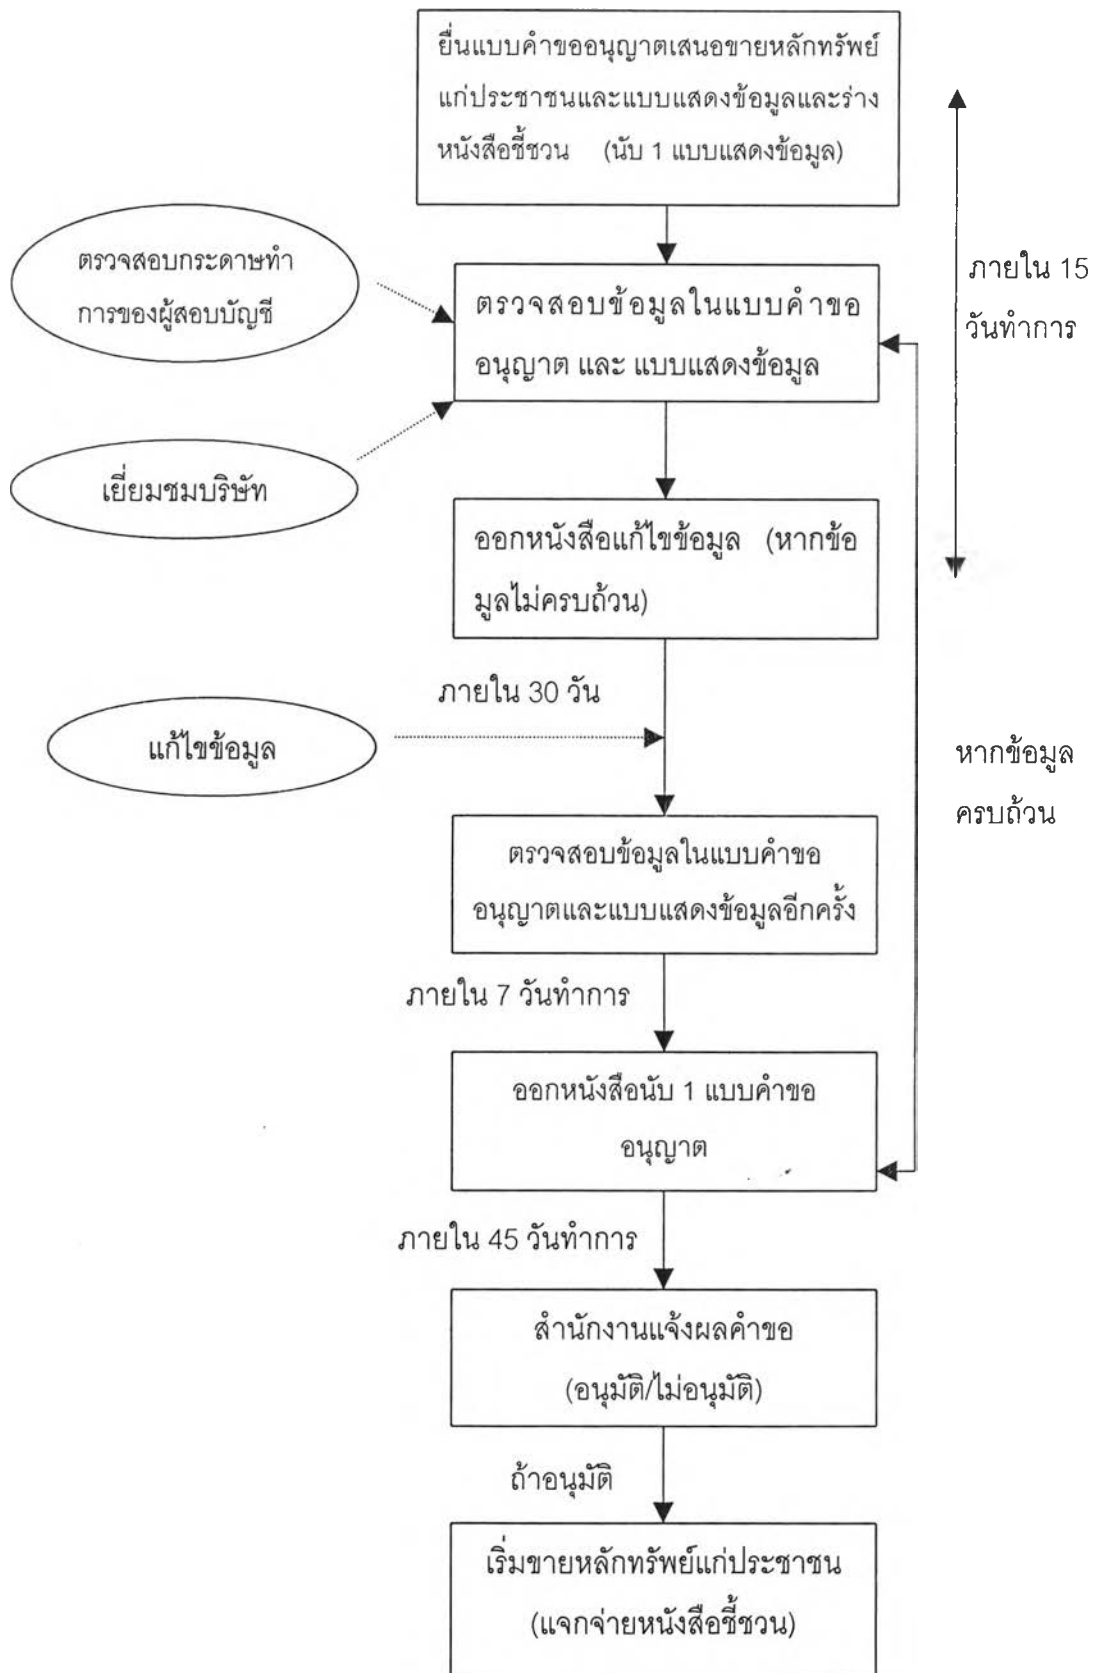 ยื่นแบบคำขออนุญาตเสนอขายหลักทรัพย์
แก่ประชาชนและแบบแสดงข้อมูลและร่าง
หนังสือชี้ชวน (นับ 1 แบบแสดงข้อมูล)
ตรวจสอบกระดาษทำ
การของผู้สอบบัญชี
ภายใน 15
วันทำการ
ตรวจสอบข้อมูลในแบบคำขอ
อนุญาต และ แบบแสดงข้อมูล
เยี่ยมชมบริษัท
ออกหนังสือแก้ไขข้อมูล (หากข้อ
มูลไม่ครบถ้วน)
ภายใน 30 วัน
แก้ไขข้อมูล
หากข้อมูล
ครบถ้วน
ตรวจสอบข้อมูลในแบบคำขอ
อนุญาตและแบบแสดงข้อมูลอีกครั้ง
ภายใน 7 วันทำการ
ออกหนังสือนับ 1 แบบคำขอ
อนุญาต
ภายใน 45 วันทำการ
สำนักงานแจ้งผลคำขอ
(อนุมัติ/ไม่อนุมัติ)
ถ้าอนุมัติ
เริ่มขายหลักทรัพย์แก่ประชาชน
(แจกจ่ายหนังสือชี้ชวน)